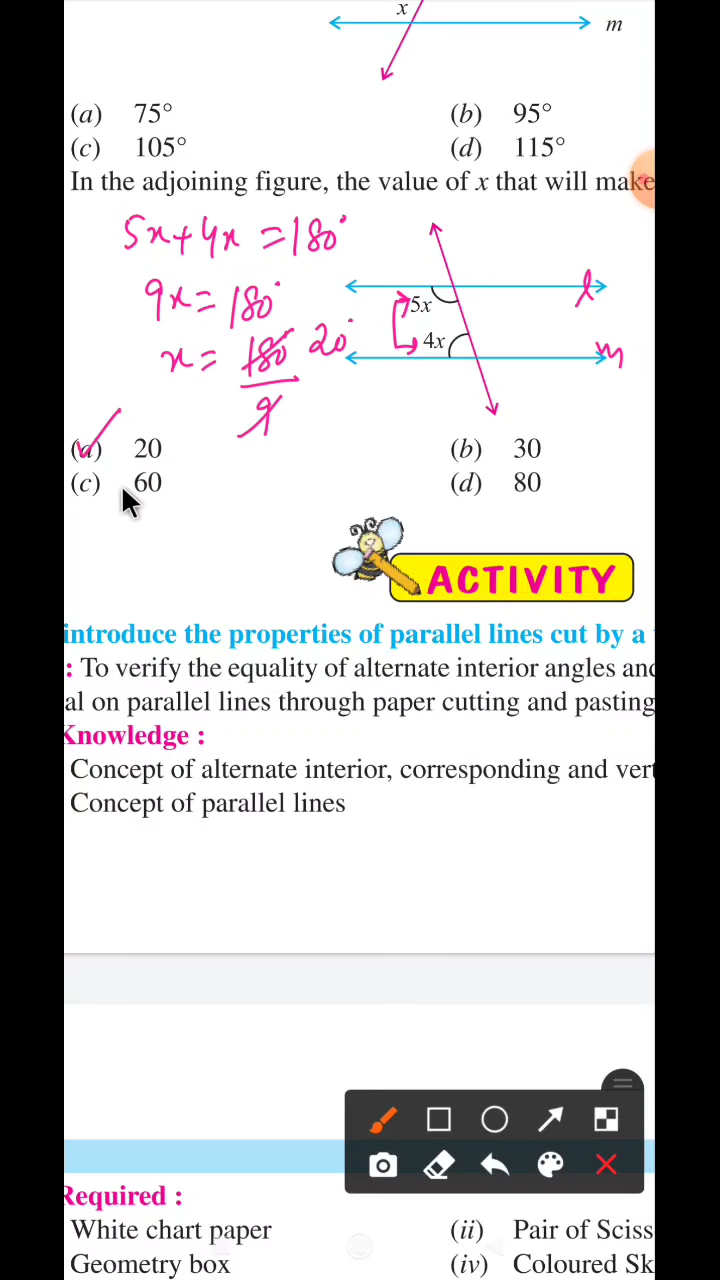 x
m
(a) 75° (b) 95°
(c) 105° (d) 115°
In the adjoining figure, the value of x that will make
5x+4x =180°
9x = 180°
x = 180 20°
9
l
5x
4x
m
(a) 20 (b) 30
(c) 60 (d) 80
ACTIVITY
introduce the properties of parallel lines cut by a
: To verify the equality of alternate interior angles and
al on parallel lines through paper cutting and pasting
Knowledge :
Concept of alternate interior, corresponding and vert
Concept of parallel lines
Required :
White chart paper (ii) Pair of Sciss
Geometry box (iv) Coloured Sk